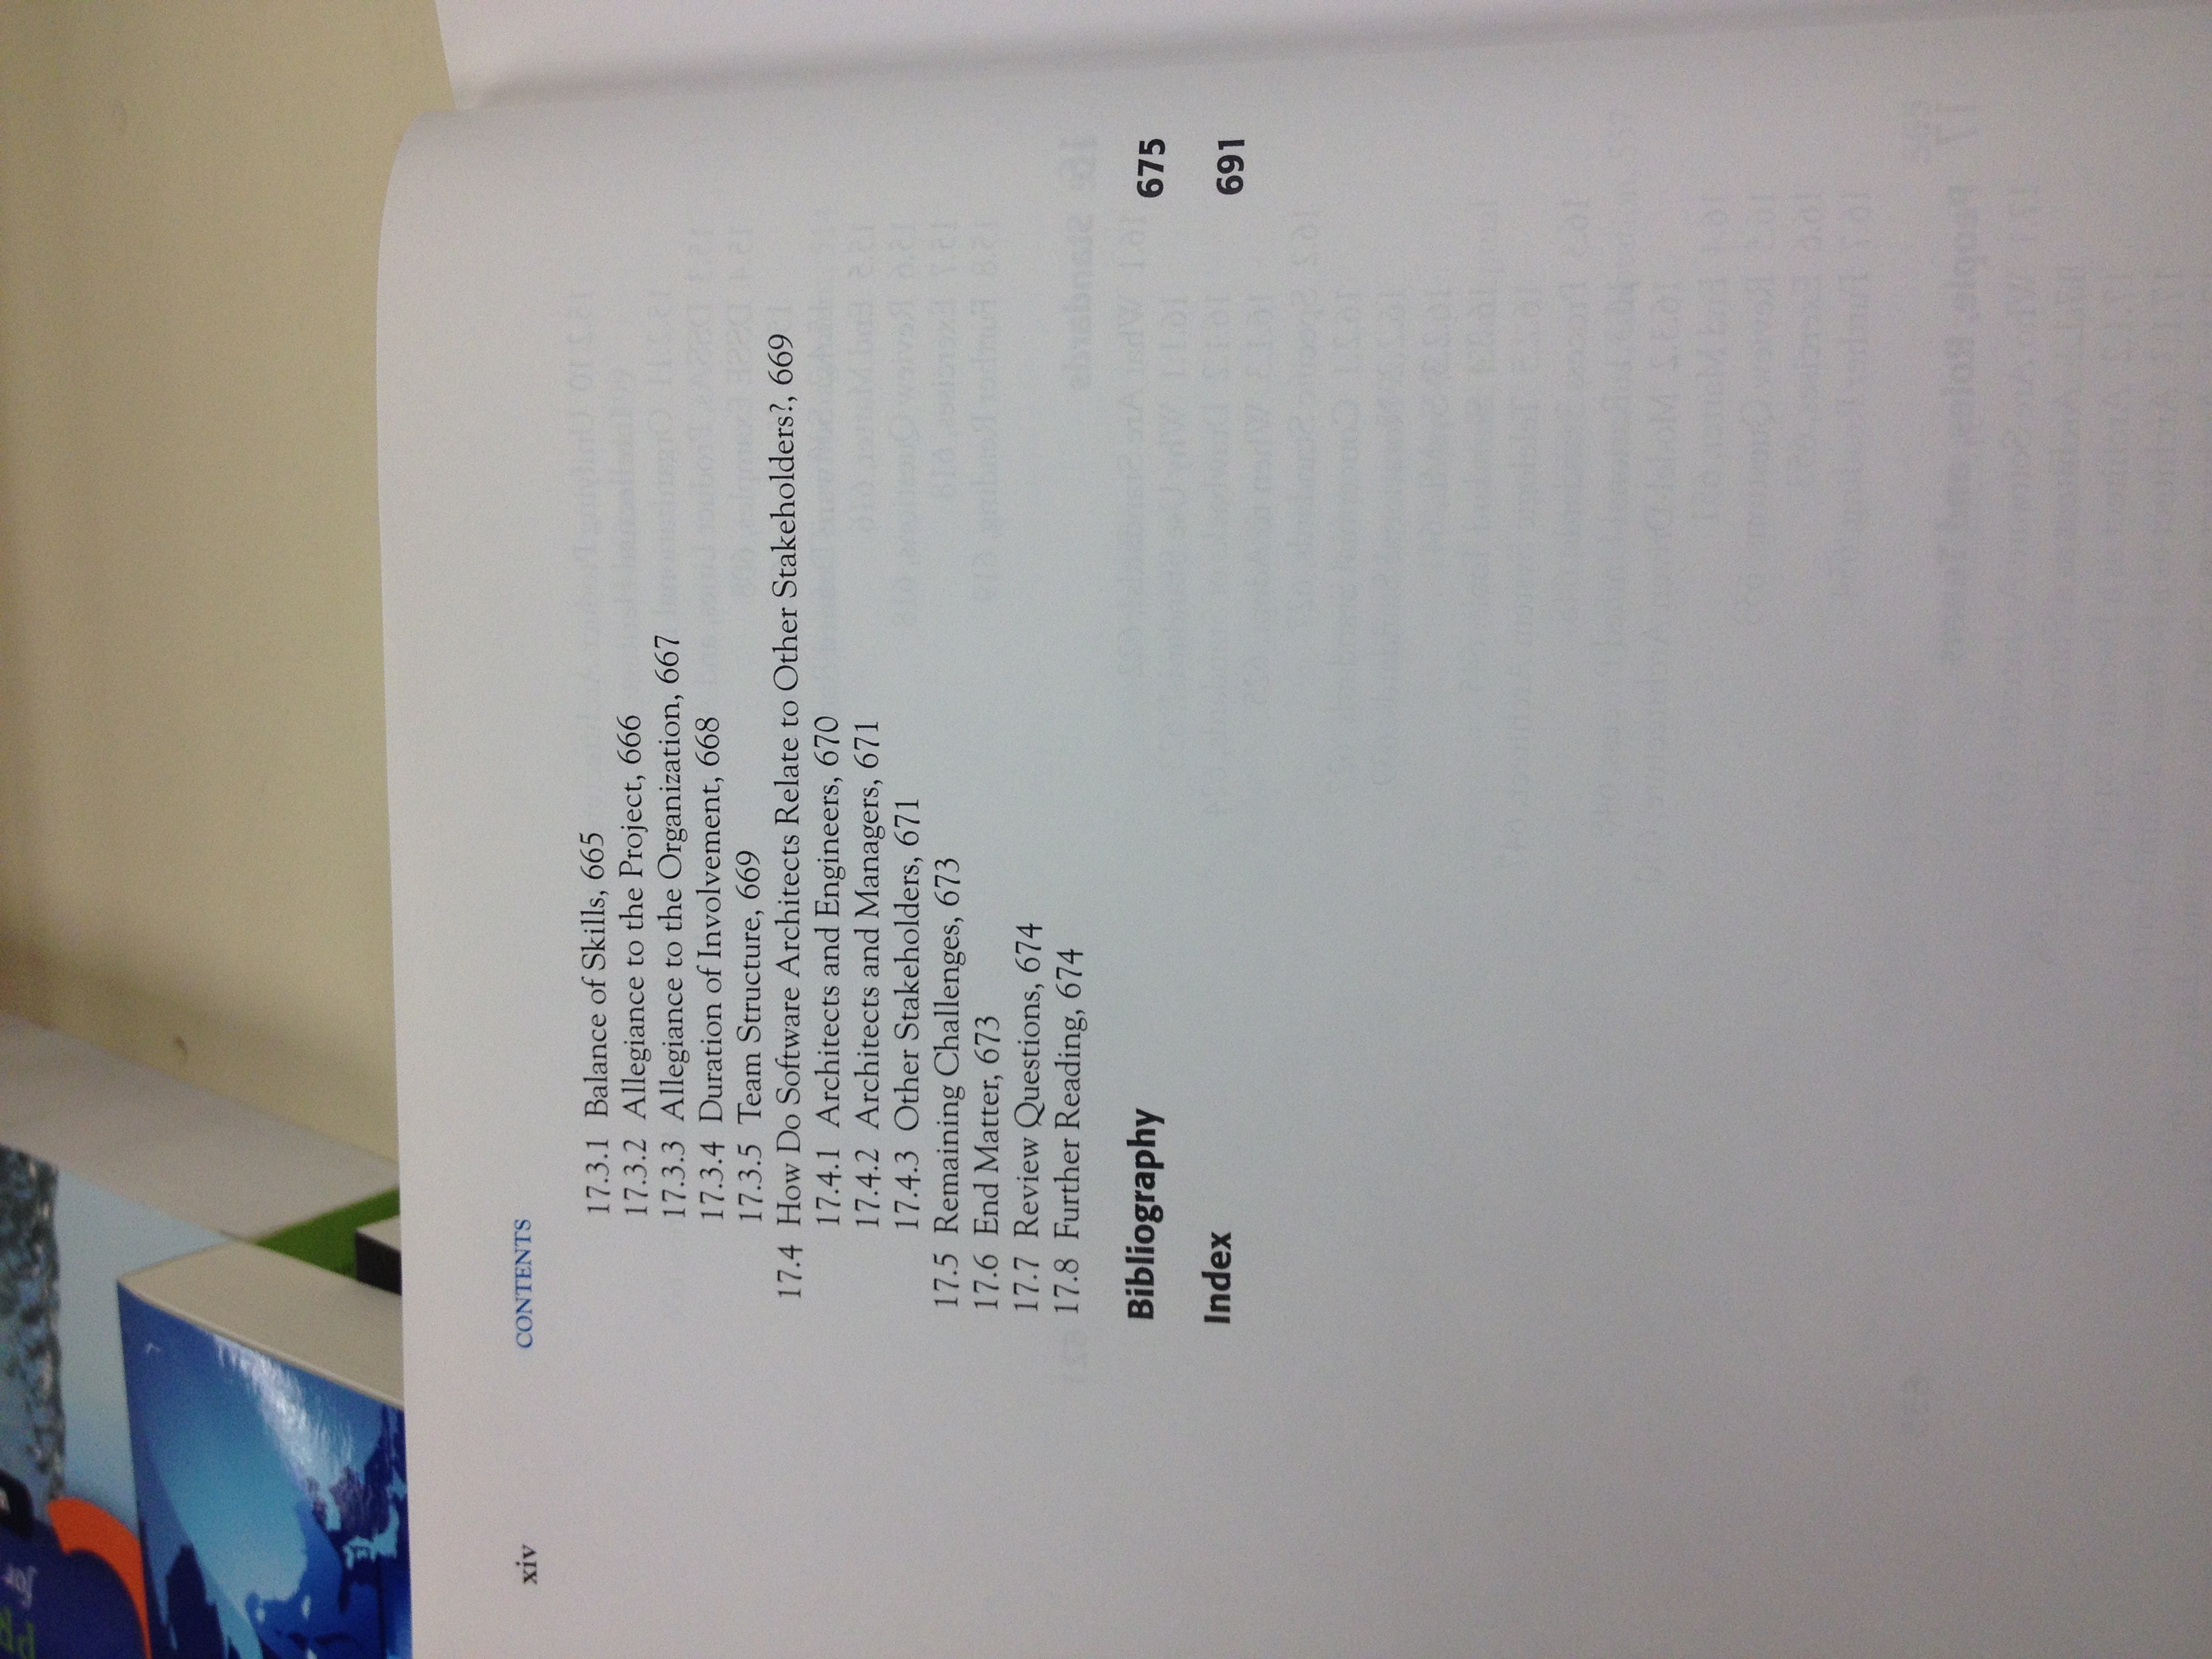 xiv CONTENTS
17.3.1 Balance of Skills, 665
17.3.2 Allegiance to the Project, 666
17.3.3 Allegiance to the Organization, 667
17.3.4 Duration of Involvement, 668
17.3.5 Team Structure, 669
17.4 How Do Software Architects Relate to Other Stakeholders?, 669
17.4.1 Architects and Engineers, 670
17.4.2 Architects and Managers, 671
17.4.3 Other Stakeholders, 671
17.5 Remaining Challenges, 673
17.6 End Matter, 673
17.7 Review Questions, 674
17.8 Further Reading, 674
Bibliography 675
Index 691